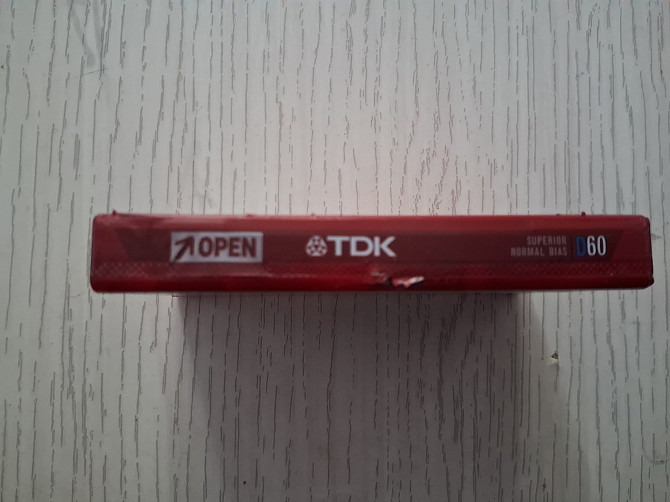 OPEN
TDK
SUPERIOR
NORMAL BIAS
D60